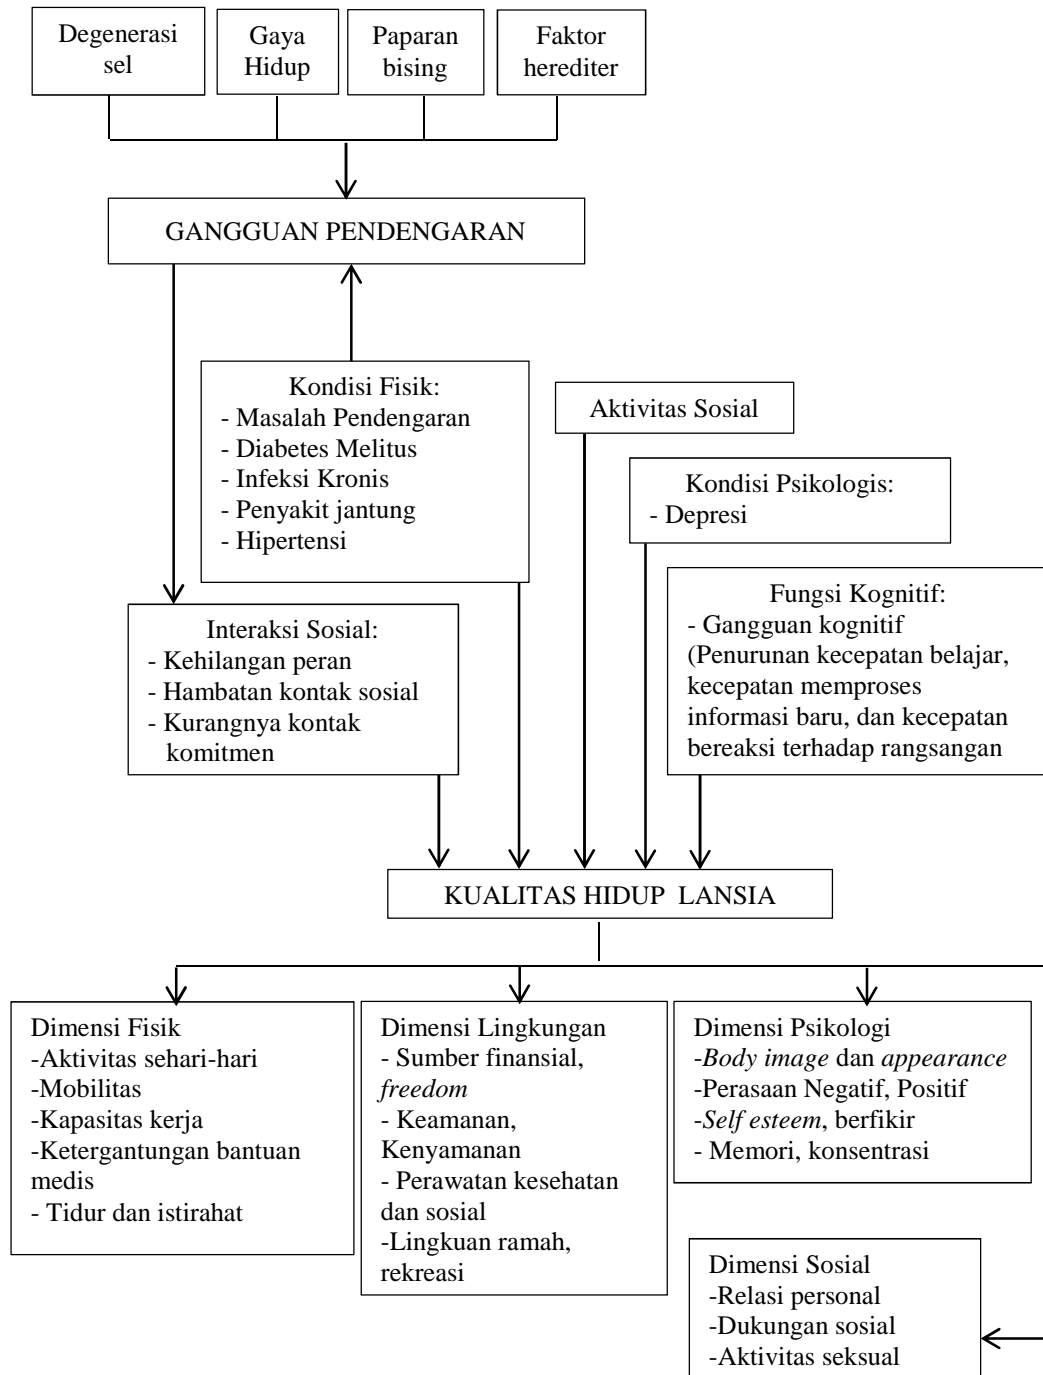 Degenerasi
sel
Gaya
Hidup
Paparan
bising
Faktor
herediter
GANGGUAN PENDENGARAN
Kondisi Fisik:
- Masalah Pendengaran
- Diabetes Melitus
- Infeksi Kronis
- Penyakit jantung
- Hipertensi
Aktivitas Sosial
Kondisi Psikologis:
- Depresi
Fungsi Kognitif:
- Gangguan kognitif
(Penurunan kecepatan belajar,
kecepatan memproses
informasi baru, dan kecepatan
bereaksi terhadap rangsangan
Interaksi Sosial:
- Kehilangan peran
- Hambatan kontak sosial
- Kurangnya kontak
komitmen
KUALITAS HIDUP LANSIA
Dimensi Fisik
-Aktivitas sehari-hari
-Mobilitas
-Kapasitas kerja
-Ketergantungan bantuan
medis
- Tidur dan istirahat
Dimensi Lingkungan
- Sumber finansial,
freedom
- Keamanan,
Kenyamanan
- Perawatan kesehatan
dan sosial
-Lingkuan ramah,
rekreasi
Dimensi Psikologi
-Body image dan appearance
-Perasaan Negatif, Positif
-Self esteem, berfikir
- Memori, konsentrasi
Dimensi Sosial
-Relasi personal
-Dukungan sosial
-Aktivitas seksual